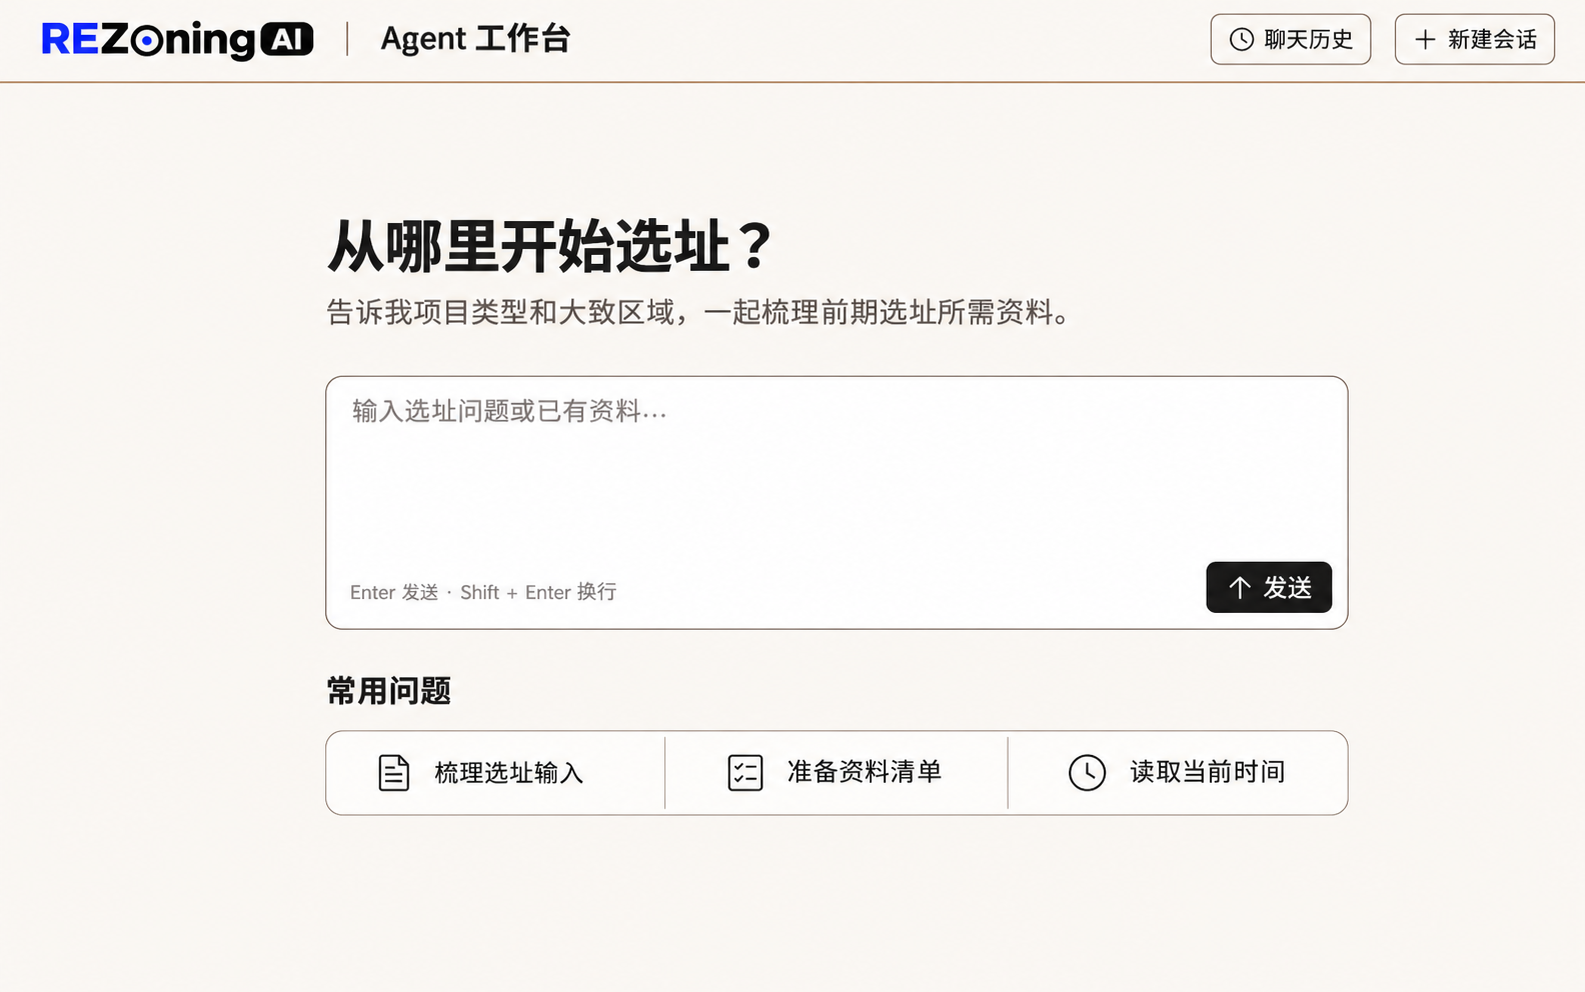 REZoning AI
Agent 工作台
聊天历史
新建会话
从哪里开始选址？
告诉我项目类型和大致区域，一起梳理前期选址所需资料。
输入选址问题或已有资料…
Enter 发送 · Shift + Enter 换行
发送
常用问题
梳理选址输入
准备资料清单
读取当前时间